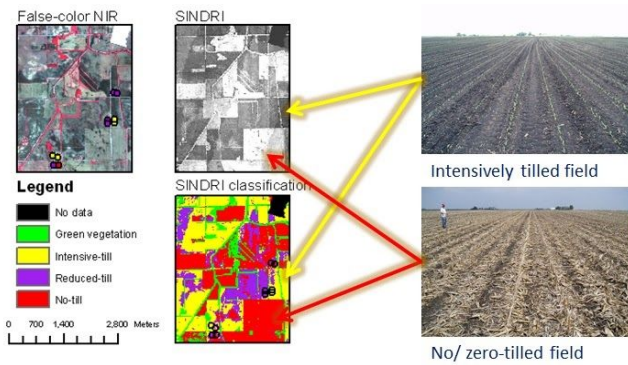 False-color NIR
SINDRI
Intensively tilled field
Legend
No data
Green vegetation
Intensive-till
Reduced-till
No-till
0 700 1,400 2,800 Meters
SINDRI classification
No/ zero-tilled field